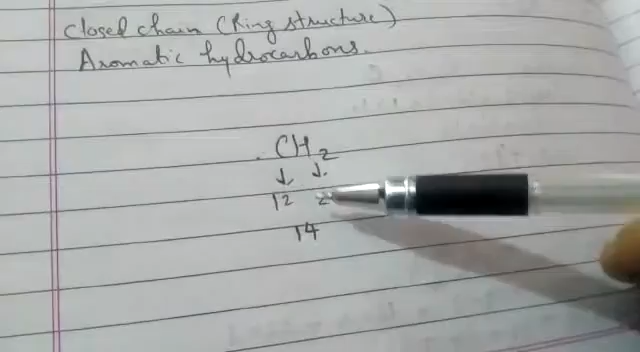 Closed chain (Ring structure)
Aromatic hydrocarbons.
CH2
↓ ↓
12 2
14